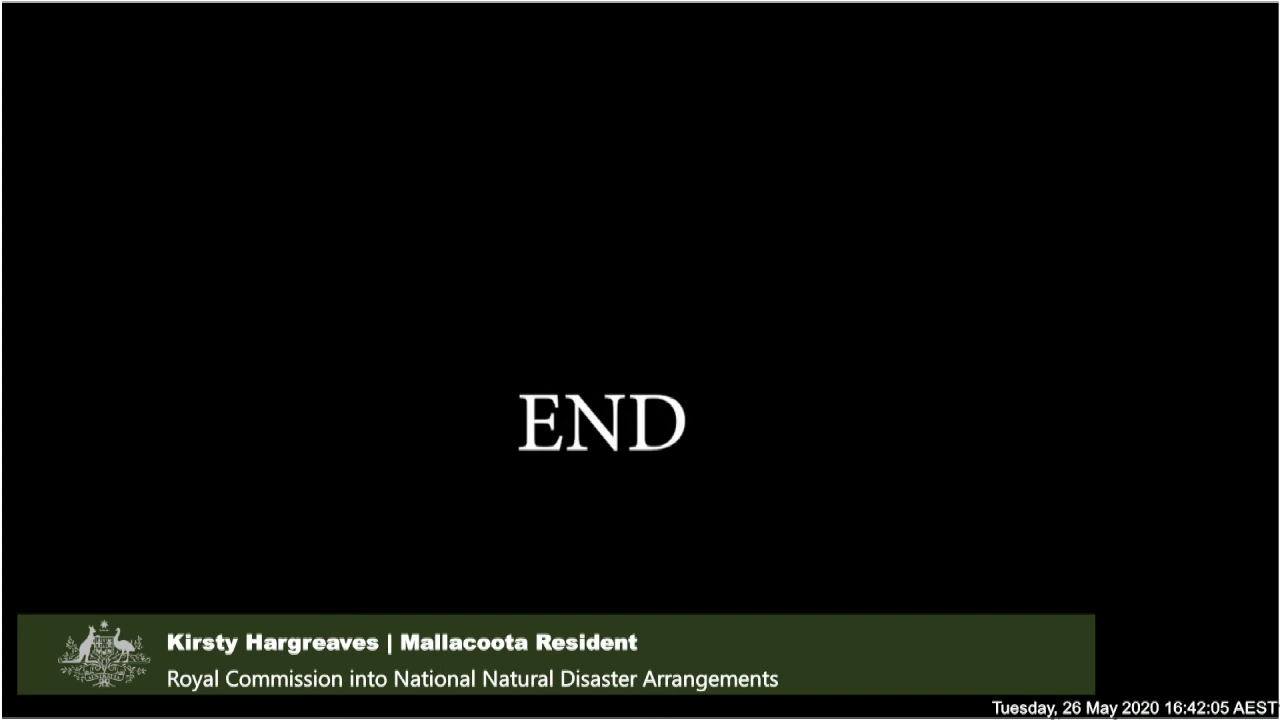 END
Kirsty Hargreaves | Mallacoota Resident
Royal Commission into National Natural Disaster Arrangements
Tuesday, 26 May 2020 16:42:05 AEST